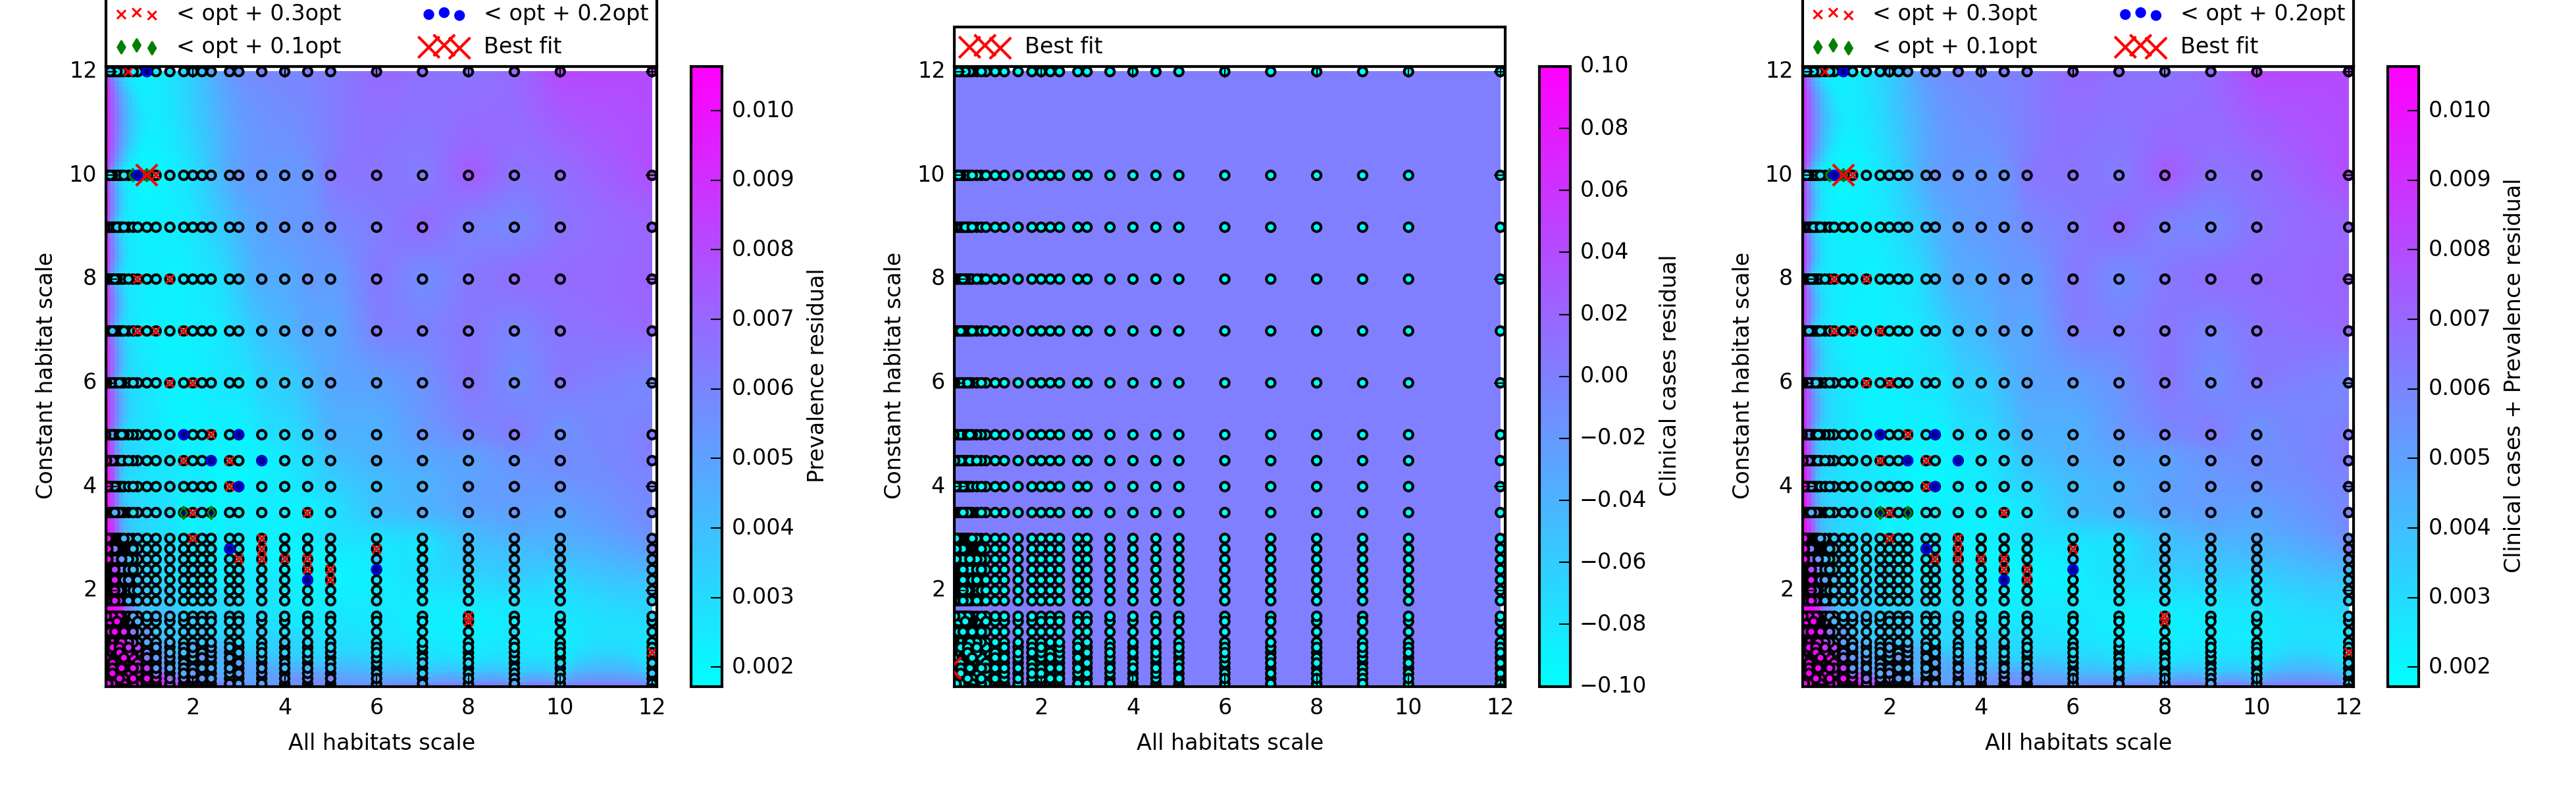 < opt + 0.3opt
< opt + 0.2opt
< opt + 0.1opt
Best fit
12
10
8
6
4
2
Constant habitat scale
2 4 6 8 10 12
All habitats scale
0.010
0.009
0.008
0.007
0.006
0.005
0.004
0.003
0.002
Prevalence residual
Best fit
12
10
8
6
4
2
Constant habitat scale
2 4 6 8 10 12
All habitats scale
0.10
0.08
0.06
0.04
0.02
0.00
−0.02
−0.04
−0.06
−0.08
−0.10
Clinical cases residual
< opt + 0.3opt
< opt + 0.2opt
< opt + 0.1opt
Best fit
12
10
8
6
4
2
Constant habitat scale
2 4 6 8 10 12
All habitats scale
0.010
0.009
0.008
0.007
0.006
0.005
0.004
0.003
0.002
Clinical cases + Prevalence residual